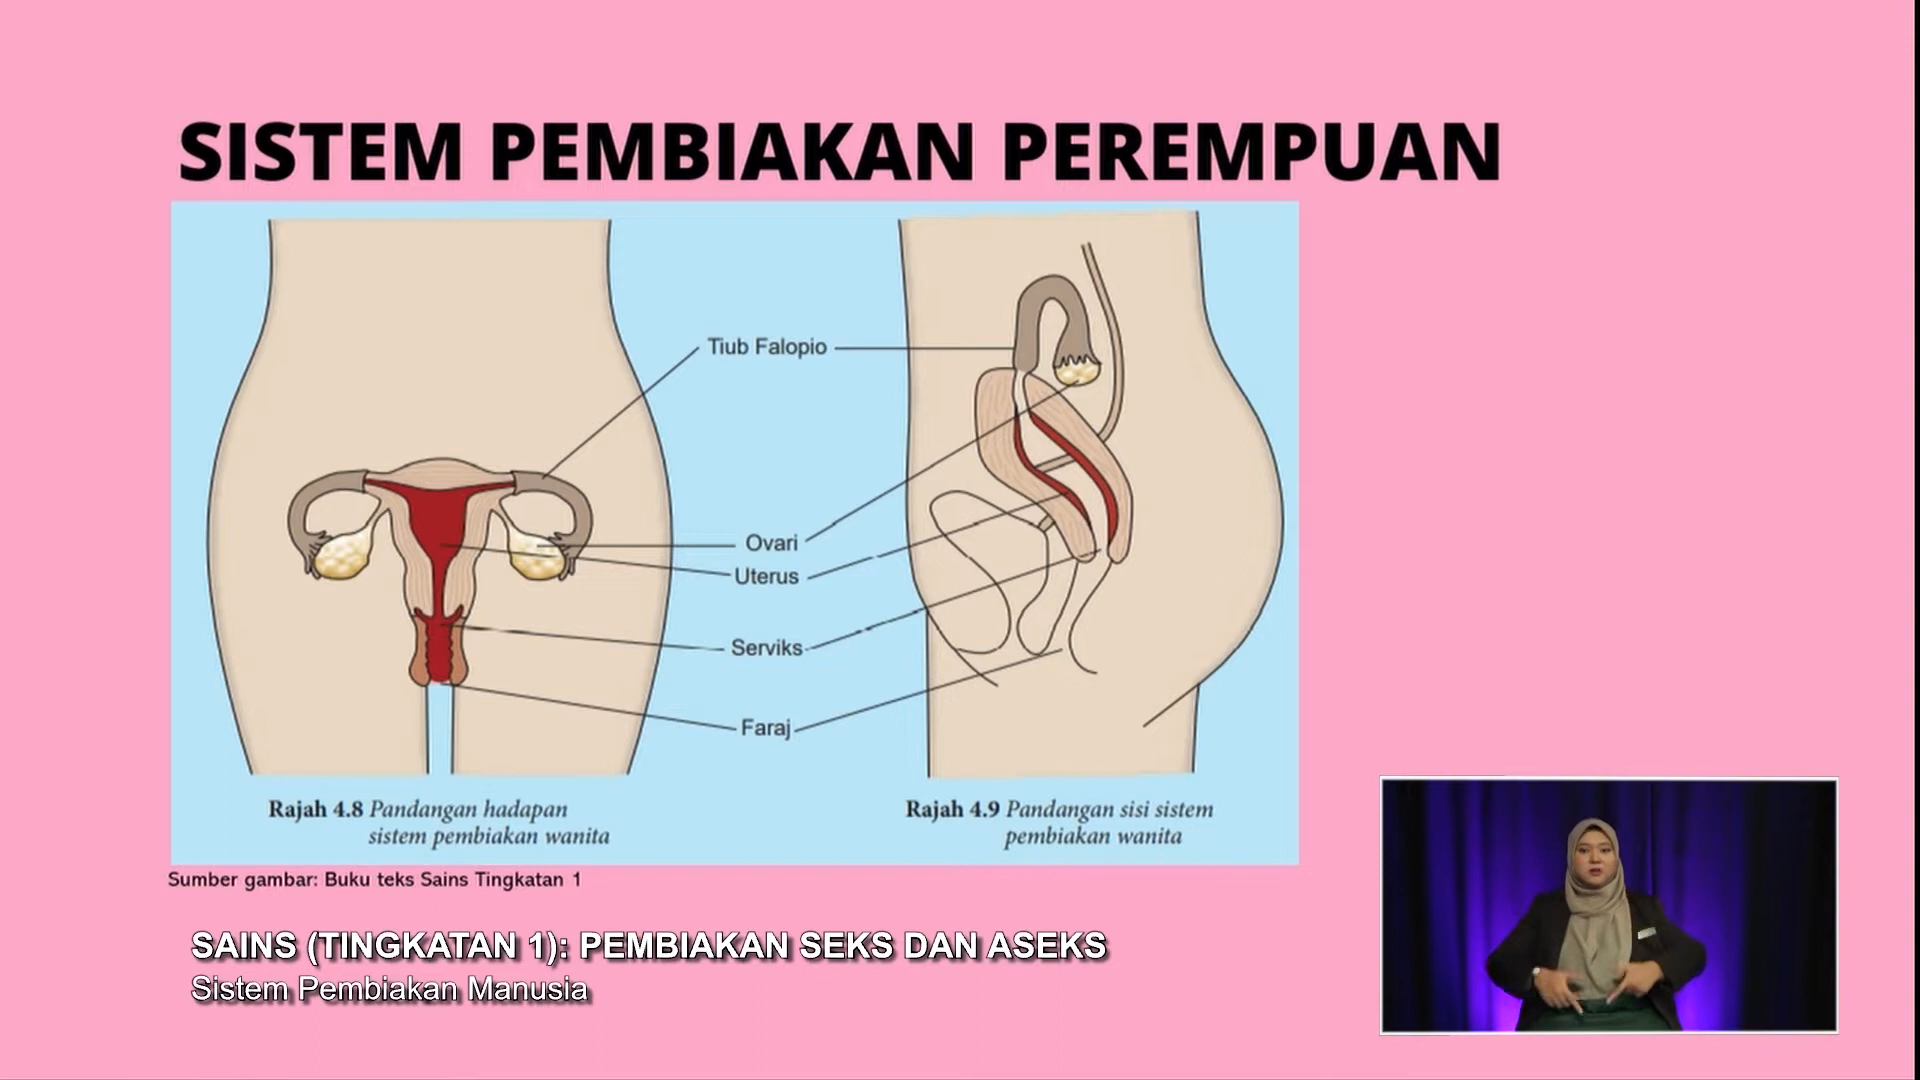 SISTEM PEMBIAKAN PEREMPUAN
Tiub Falopio
Ovari
Uterus
Serviks
Faraj
Rajah 4.8 Pandangan hadapan
sistem pembiakan wanita
Rajah 4.9 Pandangan sisi sistem
pembiakan wanita
Sumber gambar: Buku teks Sains Tingkatan 1
SAINS (TINGKATAN 1): PEMBIAKAN SEKS DAN ASEKS
Sistem Pembiakan Manusia